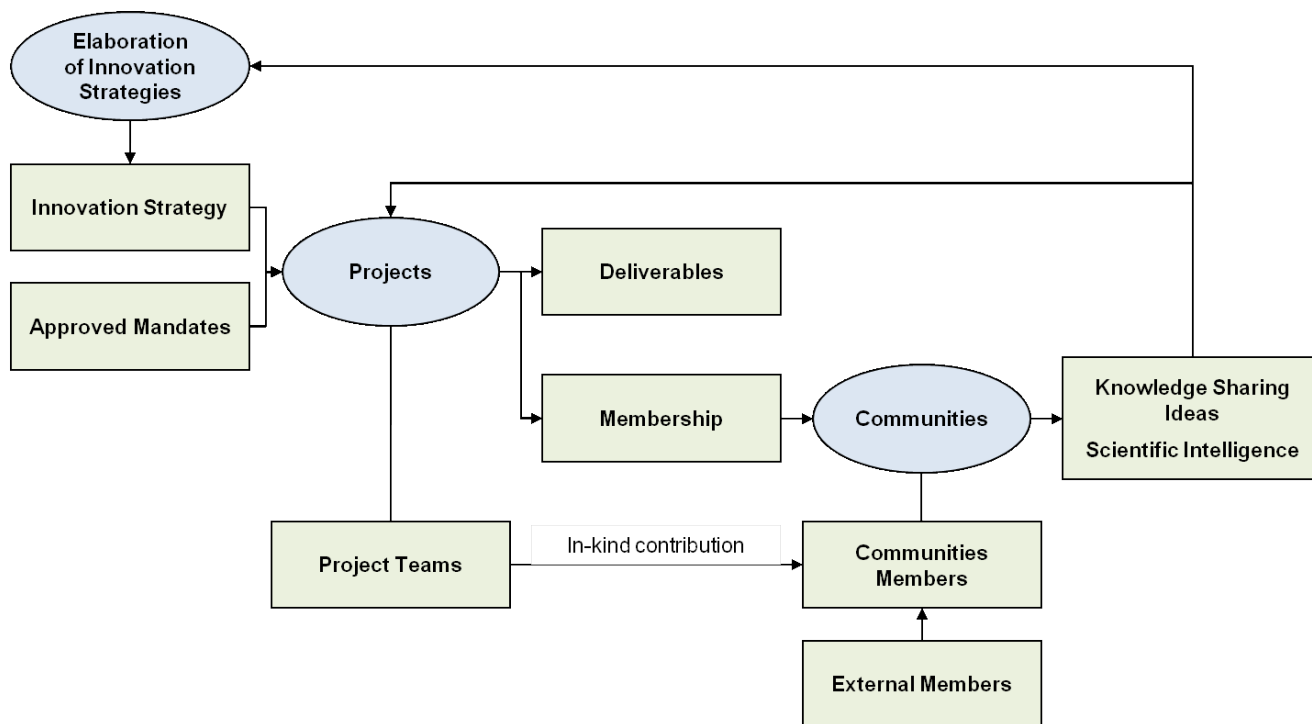 Elaboration
of Innovation
Strategies
Innovation Strategy
Approved Mandates
Projects
Deliverables
Membership
Communities
Knowledge Sharing
Ideas
Scientific Intelligence
Project Teams
In-kind contribution
Communities
Members
External Members